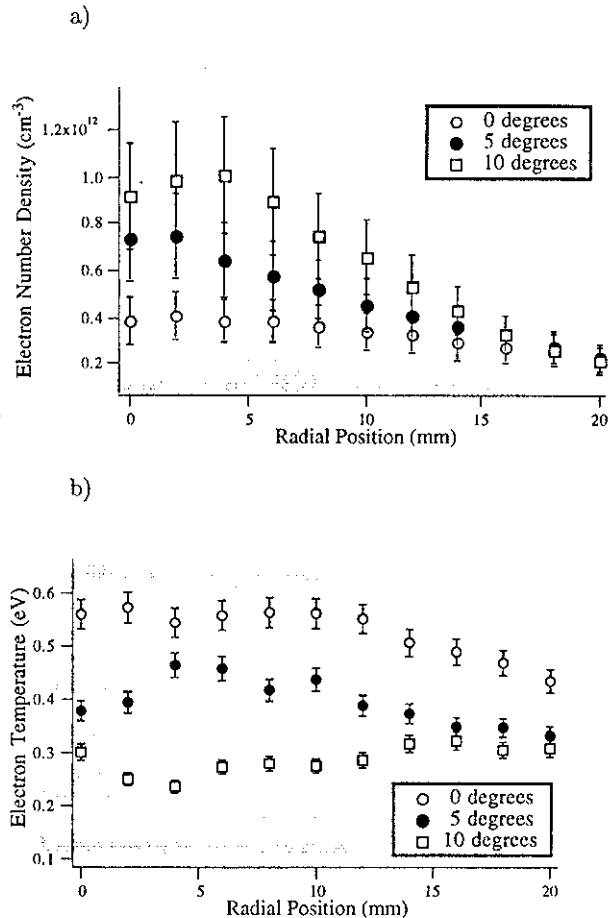 a)
Electron Number Density (cm-3)
1.2x10¹²
1.0
0.8
0.6
0.4
0.2
0 degrees
5 degrees
10 degrees
0 5 10 15 20
Radial Position (mm)
b)
Electron Temperature (eV)
0.6
0.5
0.4
0.3
0.2
0.1
0 degrees
5 degrees
10 degrees
0 5 10 15 20
Radial Position (mm)